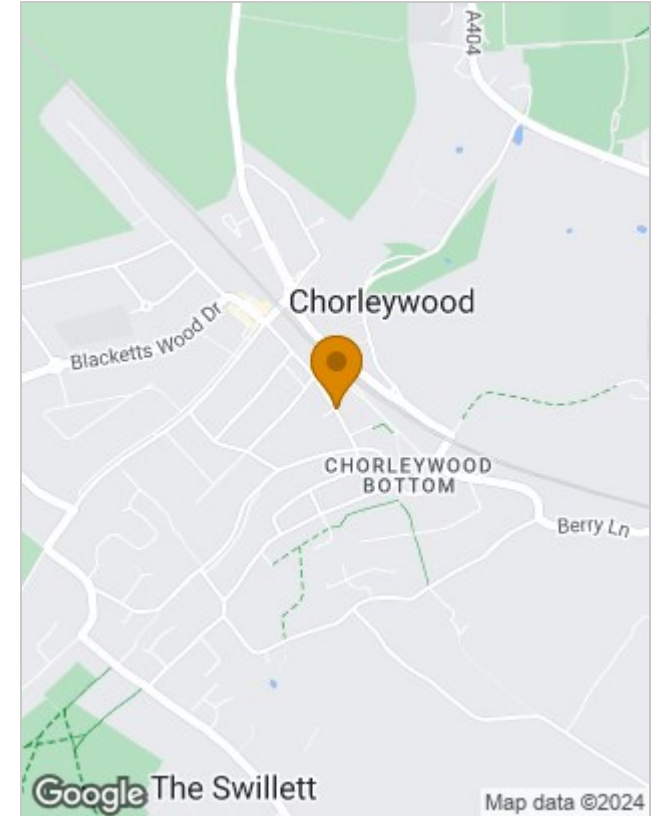 A404
Chorleywood
Blacketts Wood Dr
CHORLEYWOOD
BOTTOM
Berry Ln
Google
The Swillett
Map data ©2024